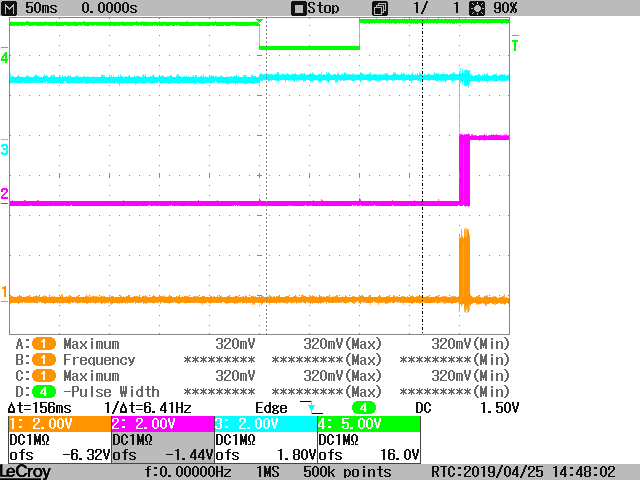 M 50ms 0.0000s Stop 1/ 1 90%
4
T
3
2
1
A: 1 Maximum 320mV 320mV(Max) 320mV(Min)
B: 1 Frequency ********* *********(Max) *********(Min)
C: 1 Maximum 320mV 320mV(Max) 320mV(Min)
D: 4 -Pulse Width ********* *********(Max) *********(Min)
Δt=156ms 1/Δt=6.41Hz Edge 4 DC 1.50V
1: 2.00V 2: 2.00V 3: 2.00V 4: 5.00V
DC1MΩ DC1MΩ DC1MΩ DC1MΩ
ofs -6.32V ofs -1.44V ofs 1.80V ofs 16.0V
LeCroy f:0.00000Hz 1MS 500k points RTC:2019/04/25 14:48:02